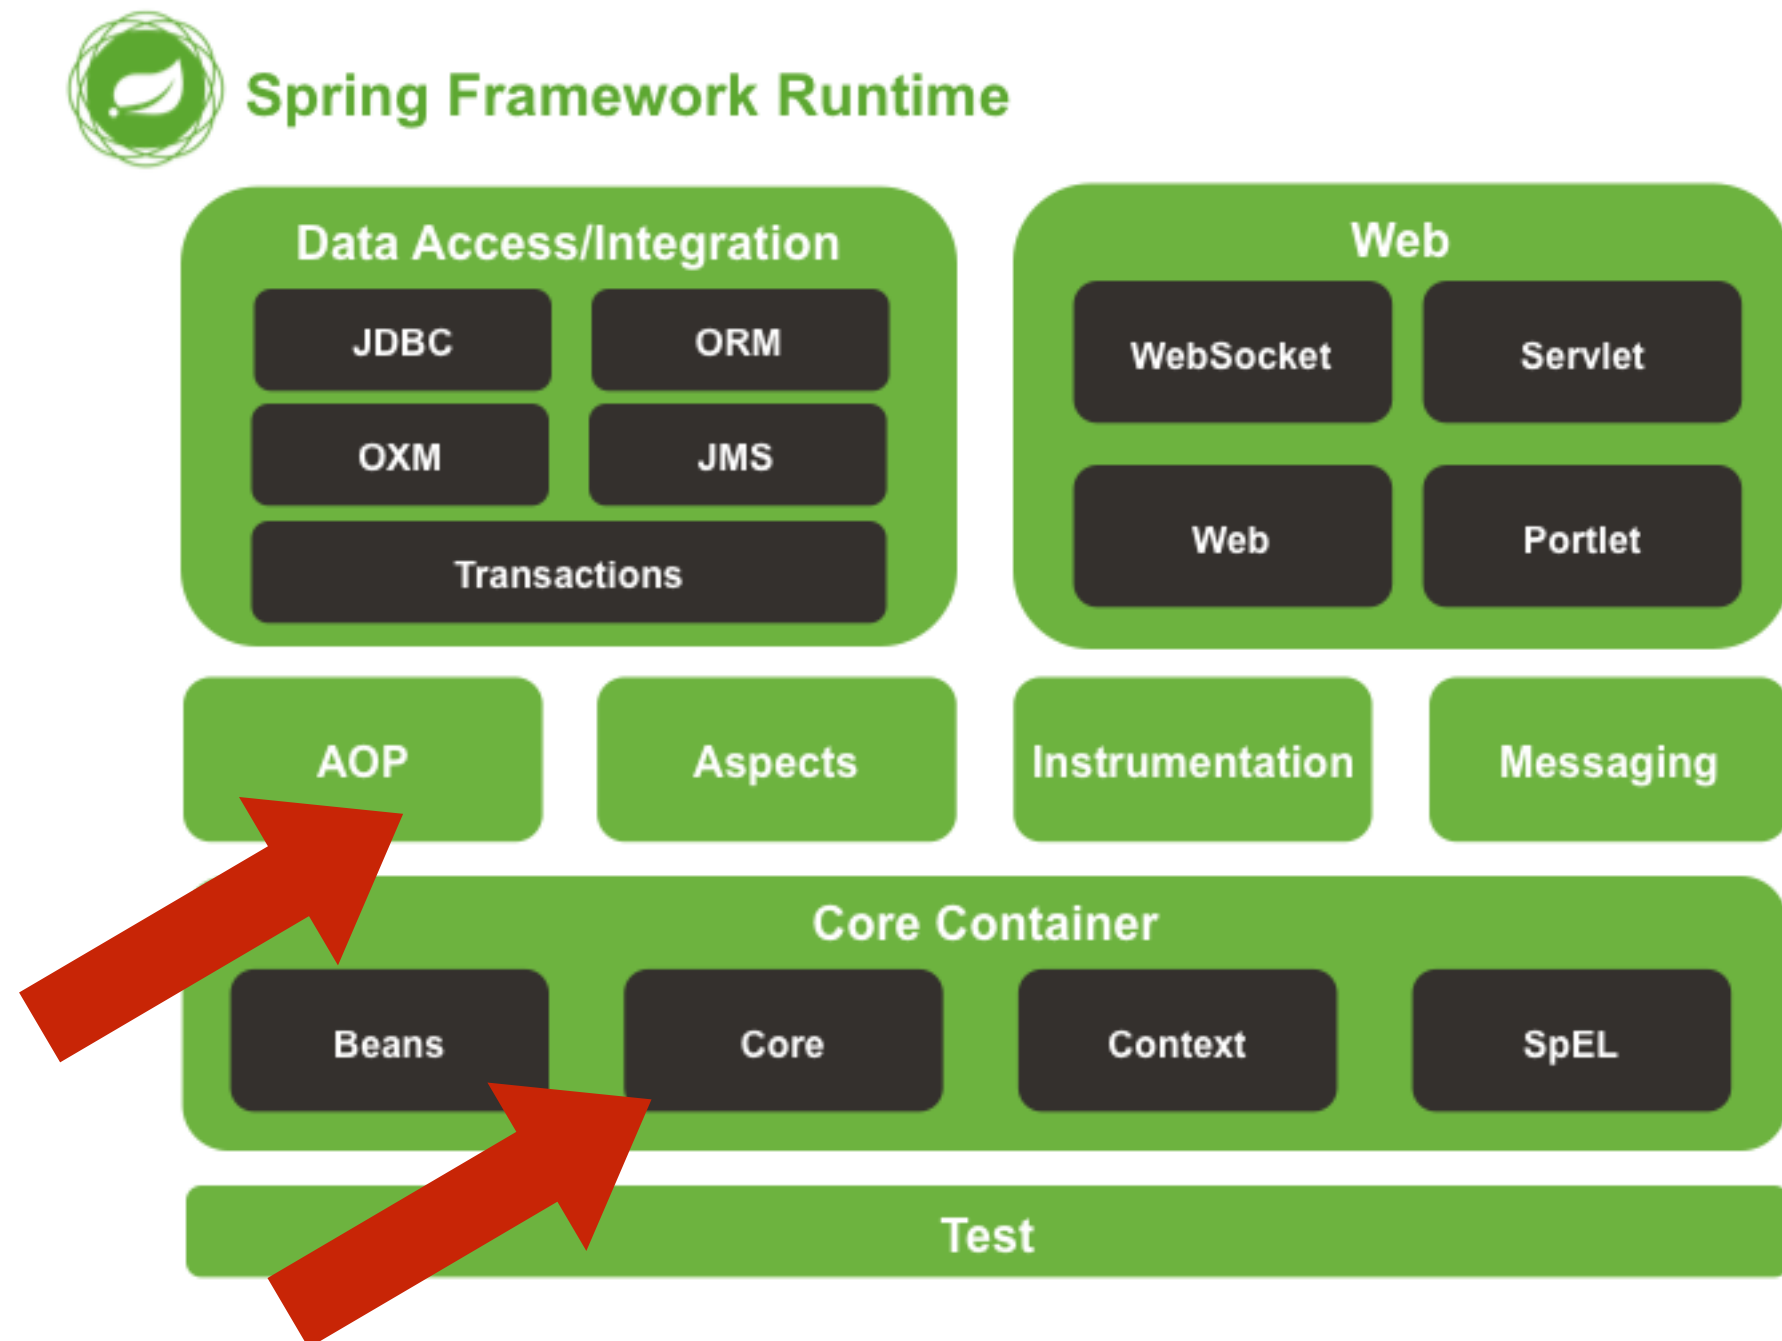 Spring Framework Runtime
Data Access/Integration
JDBC
ORM
OXM
JMS
Transactions
Web
WebSocket
Servlet
Web
Portlet
AOP
Aspects
Instrumentation
Messaging
Core Container
Beans
Core
Context
SpEL
Test